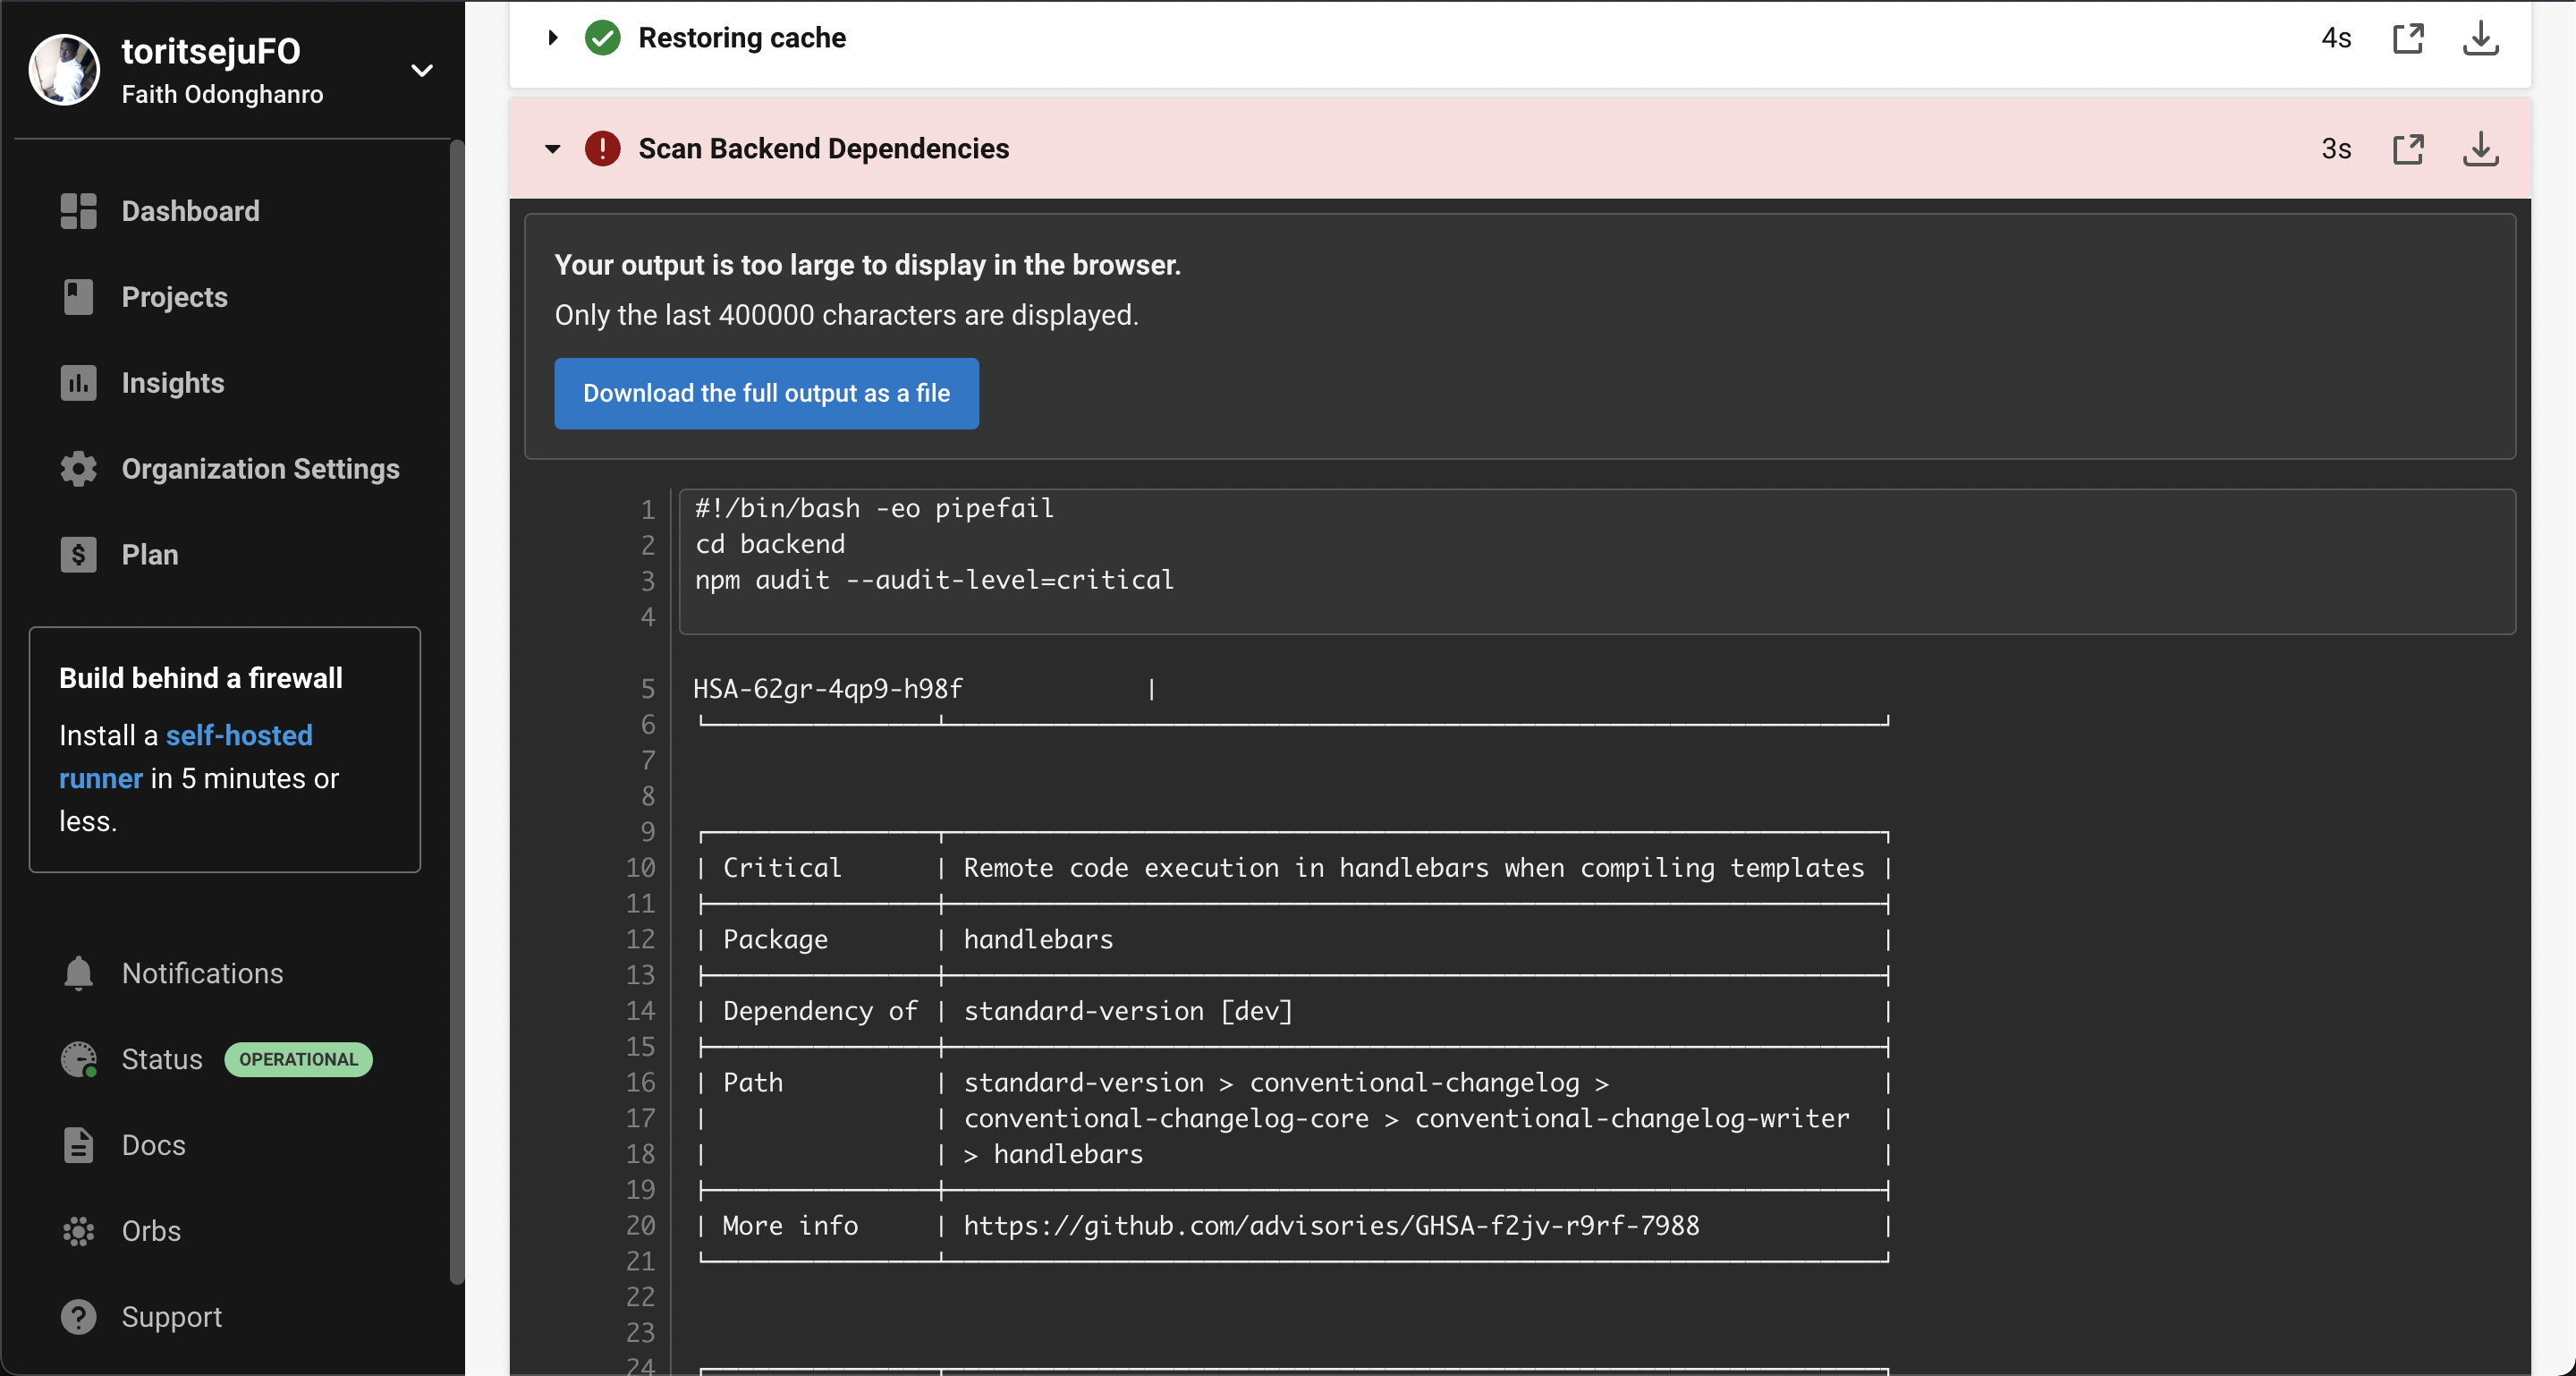 toritsejuFO
Faith Odonghanro
Dashboard
Projects
Insights
Organization Settings
Plan
Build behind a firewall
Install a self-hosted
runner in 5 minutes or
less.
Notifications
Status OPERATIONAL
Docs
Orbs
Support
Restoring cache 4s
Scan Backend Dependencies 3s
Your output is too large to display in the browser.
Only the last 400000 characters are displayed.
Download the full output as a file
1 #!/bin/bash -eo pipefail
2 cd backend
3 npm audit --audit-level=critical
4
5 HSA-62gr-4qp9-h98f |
6
7
8
9
10 | Critical | Remote code execution in handlebars when compiling templates |
11
12 | Package | handlebars |
13
14 | Dependency of | standard-version [dev] |
15
16 | Path | standard-version > conventional-changelog > |
17 | | conventional-changelog-core > conventional-changelog-writer |
18 | | > handlebars |
19
20 | More info | https://github.com/advisories/GHSA-f2jv-r9rf-7988 |
21
22
23
24